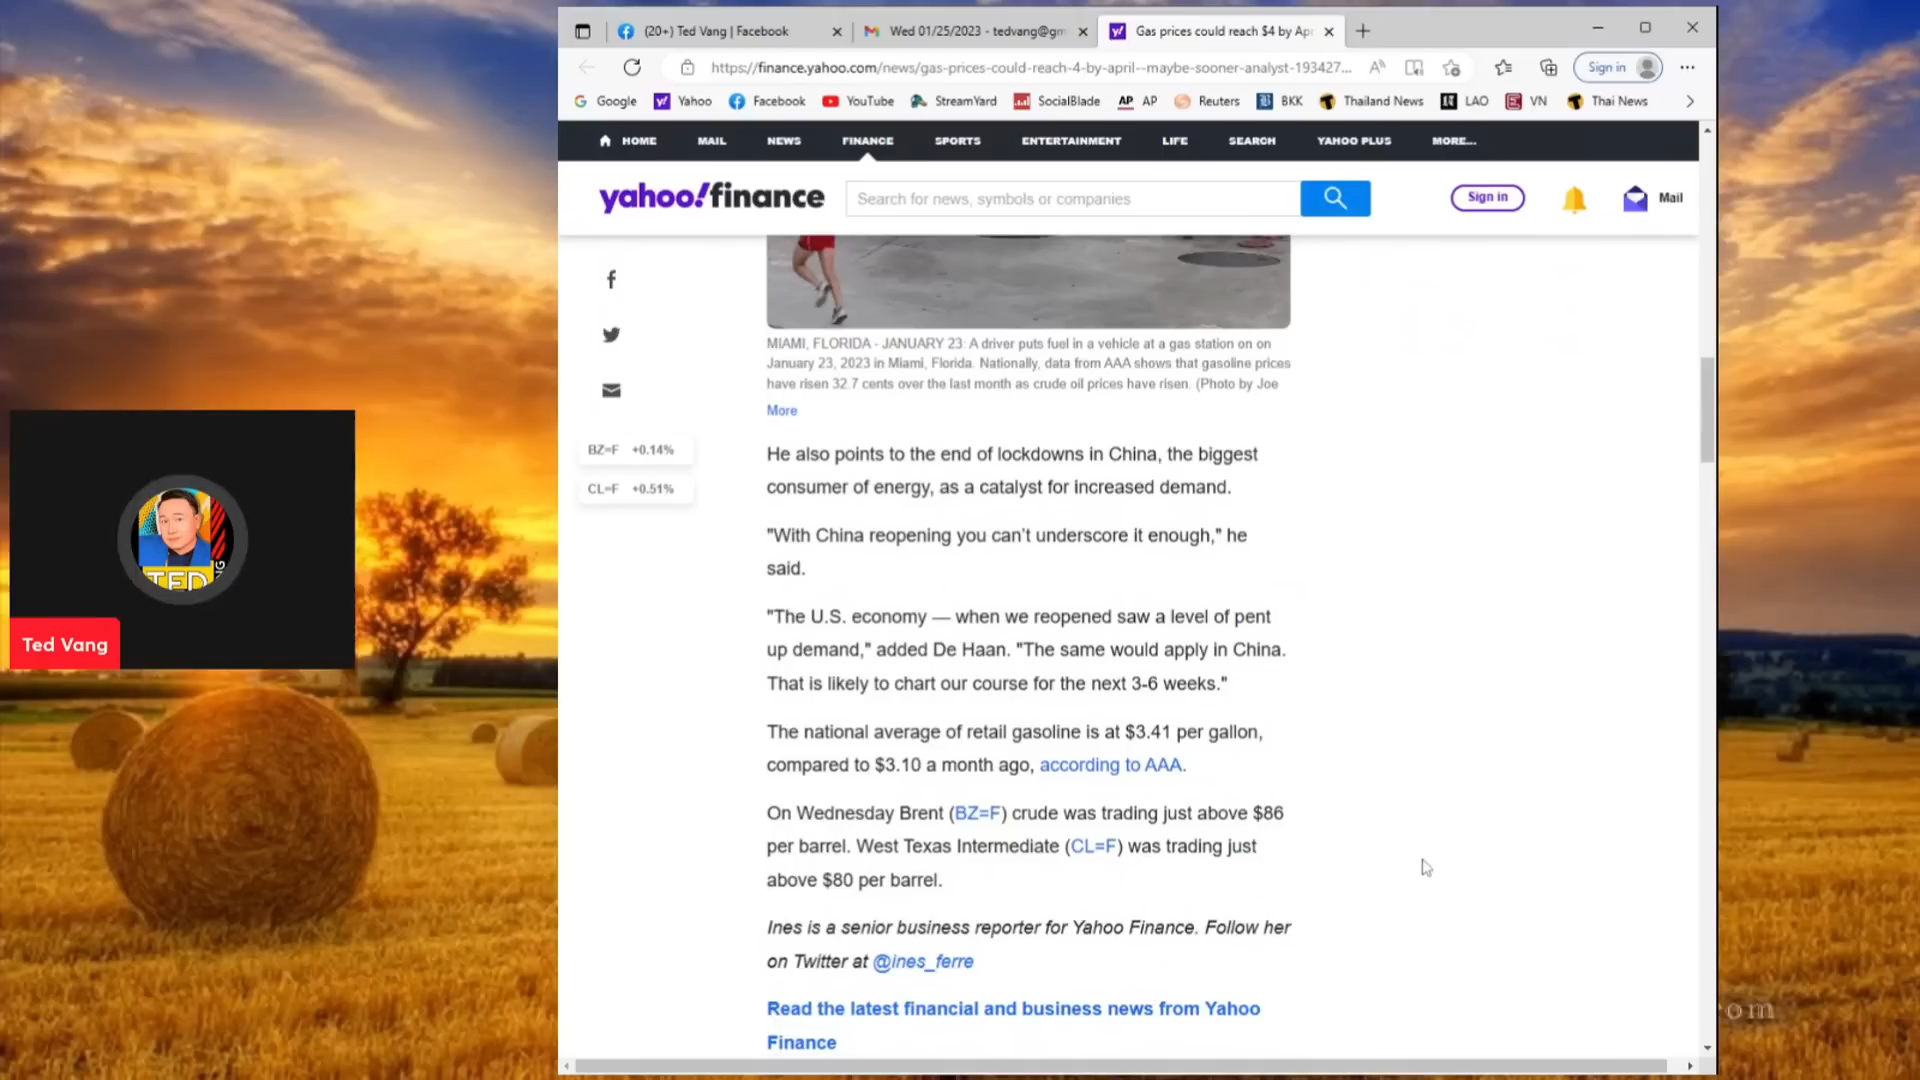 (20+) Ted Vang | Facebook
Wed 01/25/2023 - tedvang@gm
Gas prices could reach $4 by Apr
https://finance.yahoo.com/news/gas-prices-could-reach-4-by-april--maybe-sooner-analyst-193427...
Sign in
Google
Yahoo
Facebook
YouTube
StreamYard
SocialBlade
AP AP
Reuters
BKK
Thailand News
LAO
VN
Thai News
HOME
MAIL
NEWS
FINANCE
SPORTS
ENTERTAINMENT
LIFE
SEARCH
YAHOO PLUS
MORE...
yahoo!finance
Search for news, symbols or companies
Sign in
Mail
MIAMI, FLORIDA - JANUARY 23: A driver puts fuel in a vehicle at a gas station on on
January 23, 2023 in Miami, Florida. Nationally, data from AAA shows that gasoline prices
have risen 32.7 cents over the last month as crude oil prices have risen. (Photo by Joe
More
BZ=F +0.14%
CL=F +0.51%
He also points to the end of lockdowns in China, the biggest
consumer of energy, as a catalyst for increased demand.
"With China reopening you can't underscore it enough," he
said.
"The U.S. economy — when we reopened saw a level of pent
up demand," added De Haan. "The same would apply in China.
That is likely to chart our course for the next 3-6 weeks."
The national average of retail gasoline is at $3.41 per gallon,
compared to $3.10 a month ago, according to AAA.
On Wednesday Brent (BZ=F) crude was trading just above $86
per barrel. West Texas Intermediate (CL=F) was trading just
above $80 per barrel.
Ines is a senior business reporter for Yahoo Finance. Follow her
on Twitter at @ines_ferre
Read the latest financial and business news from Yahoo
Finance
TED
Ted Vang
om